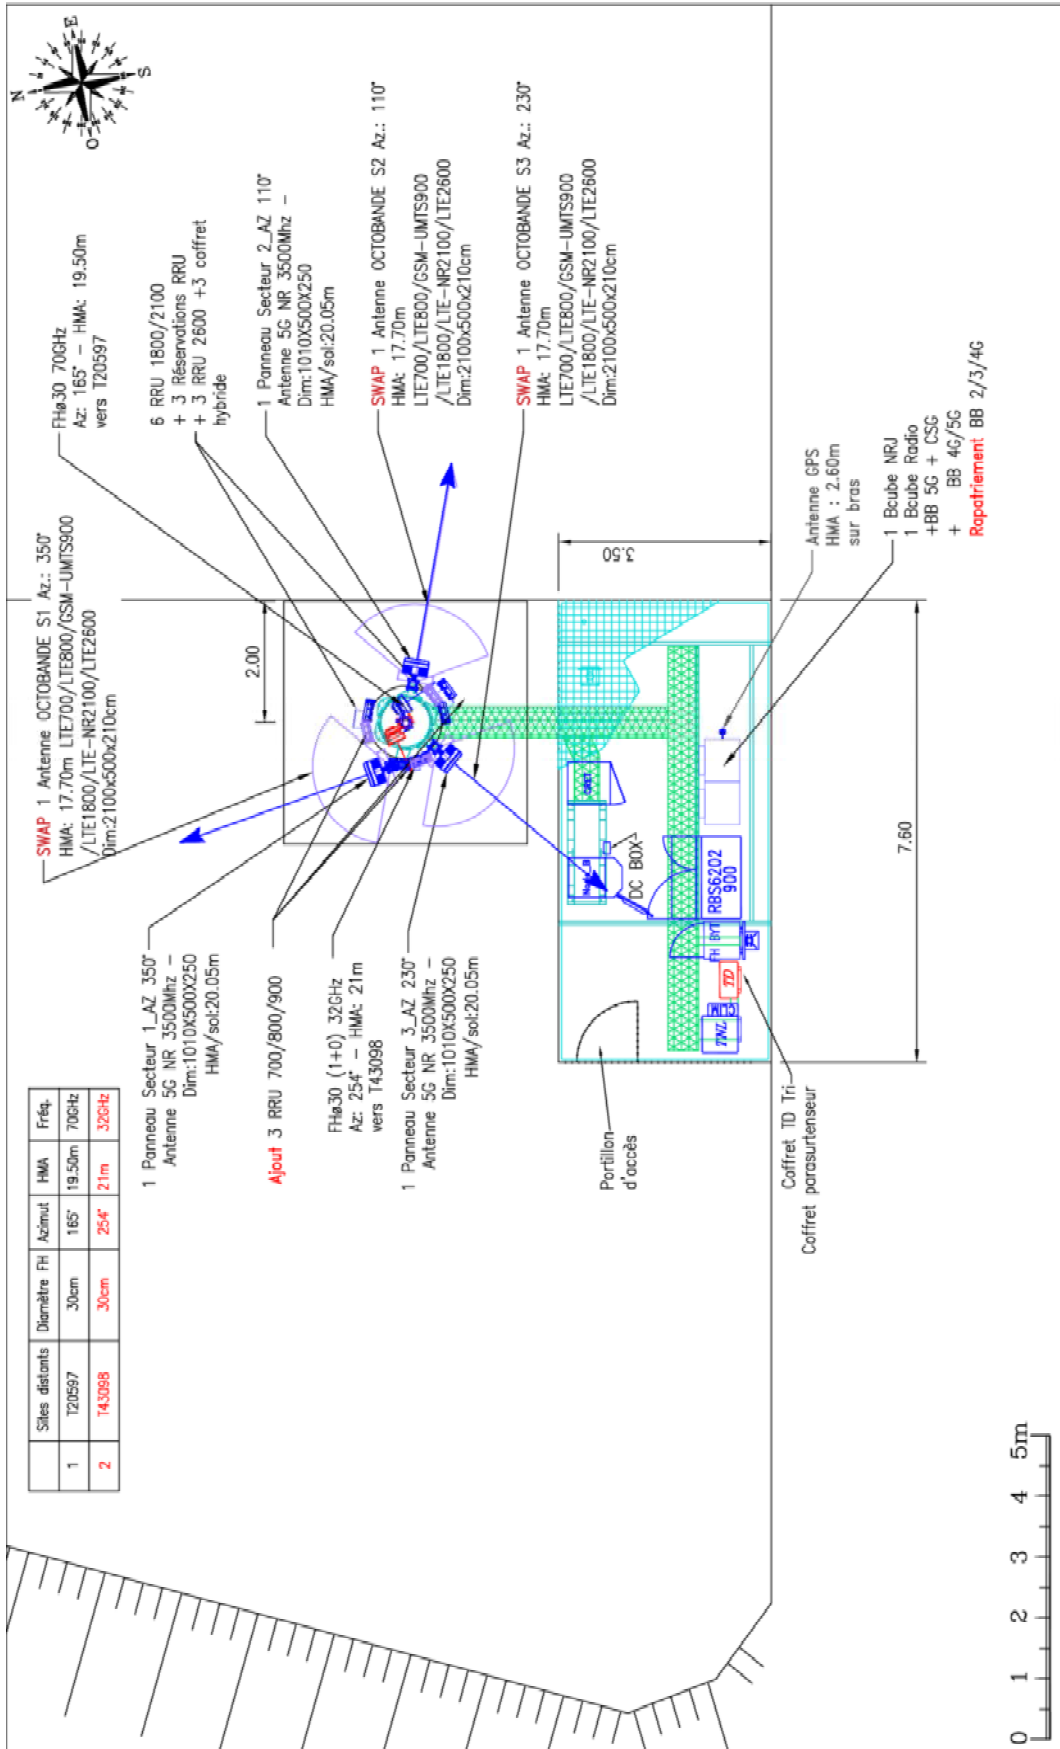 N
E
S
O
Sites distants Diamètre FH Azimut HMA Fréq.
1 T20597 30cm 165° 19.50m 70GHz
2 T43098 30cm 254° 21m 32GHz
SWAP 1 Antenne OCTOBANDE S1 Az.: 350°
HMA: 17.70m LTE700/LTE800/GSM-UMTS900
/LTE1800/LTE-NR2100/LTE2600
Dim:2100x500x210cm
FHø30 70GHz
Az: 165° - HMA: 19.50m
vers T20597
6 RRU 1800/2100
+ 3 Réservations RRU
+ 3 RRU 2600 +3 coffret
hybride
1 Panneau Secteur 2_AZ 110°
Antenne 5G NR 3500Mhz -
Dim:1010X500X250
HMA/sol:20.05m
SWAP 1 Antenne OCTOBANDE S2 Az.: 110°
HMA: 17.70m
LTE700/LTE800/GSM-UMTS900
/LTE1800/LTE-NR2100/LTE2600
Dim:2100x500x210cm
SWAP 1 Antenne OCTOBANDE S3 Az.: 230°
HMA: 17.70m
LTE700/LTE800/GSM-UMTS900
/LTE1800/LTE-NR2100/LTE2600
Dim:2100x500x210cm
1 Panneau Secteur 1_AZ 350°
Antenne 5G NR 3500Mhz -
Dim:1010X500X250
HMA/sol:20.05m
Ajout 3 RRU 700/800/900
FHø30 (1+0) 32GHz
Az: 254° - HMA: 21m
vers T43098
1 Panneau Secteur 3_AZ 230°
Antenne 5G NR 3500Mhz -
Dim:1010X500X250
HMA/sol:20.05m
2.00
3.50
7.60
Portillon
d'accès
Coffret TD Tri
Coffret parasurtenseur
Antenne GPS
HMA : 2.60m
sur bras
1 Bcube NRJ
1 Bcube Radio
+BB 5G + CSG
+ BB 4G/5G
Rapatriement BB 2/3/4G
Node_B
DC BOX
RBS6202
900
FH BYT
TD
TWZ
0 1 2 3 4 5m